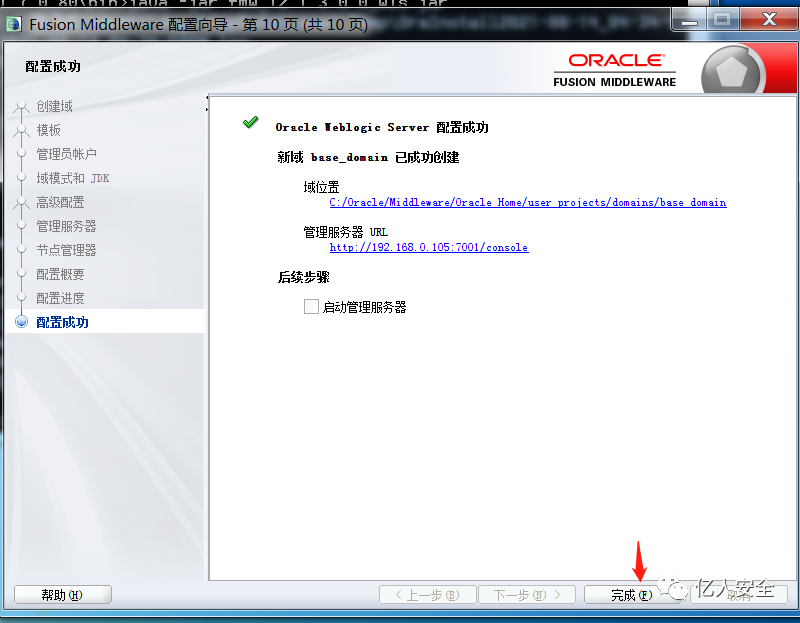 Fusion Middleware 配置向导 - 第 10 页 (共 10 页)
配置成功
ORACLE
FUSION MIDDLEWARE
创建域
模板
管理员帐户
域模式和 JDK
高级配置
管理服务器
节点管理器
配置概要
配置进度
配置成功
Oracle Weblogic Server 配置成功
新域 base_domain 已成功创建
域位置
C:/Oracle/Middleware/Oracle_Home/user_projects/domains/base_domain
管理服务器 URL
http://192.168.0.105:7001/console
后续步骤
启动管理服务器
帮助(H)
< 上一步(B)
下一步(N) >
完成(F)
取消
亿人安全